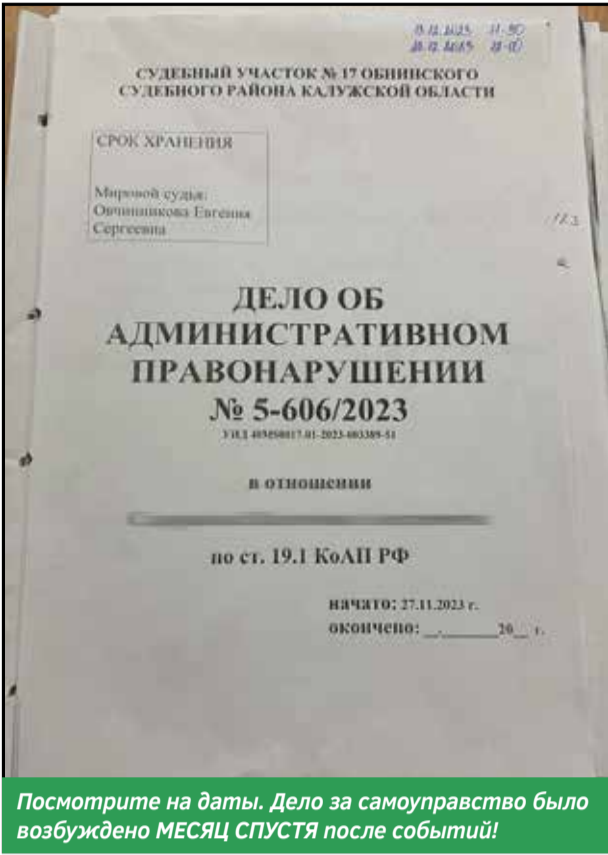 СУДЕБНЫЙ УЧАСТОК № 17 ОБНИНСКОГО
СУДЕБНОГО РАЙОНА КАЛУЖСКОЙ ОБЛАСТИ
СРОК ХРАНЕНИЯ
Мировой судья:
Овчинникова Евгения
Сергеевна
ДЕЛО ОБ
АДМИНИСТРАТИВНОМ
ПРАВОНАРУШЕНИИ
№ 5-606/2023
УИД
в отношении
по ст. 19.1 КоАП РФ
начато: 27.11.2023 г.
окончено: __.______20__ г.
Посмотрите на даты. Дело за самоуправство было
возбуждено МЕСЯЦ СПУСТЯ после событий!